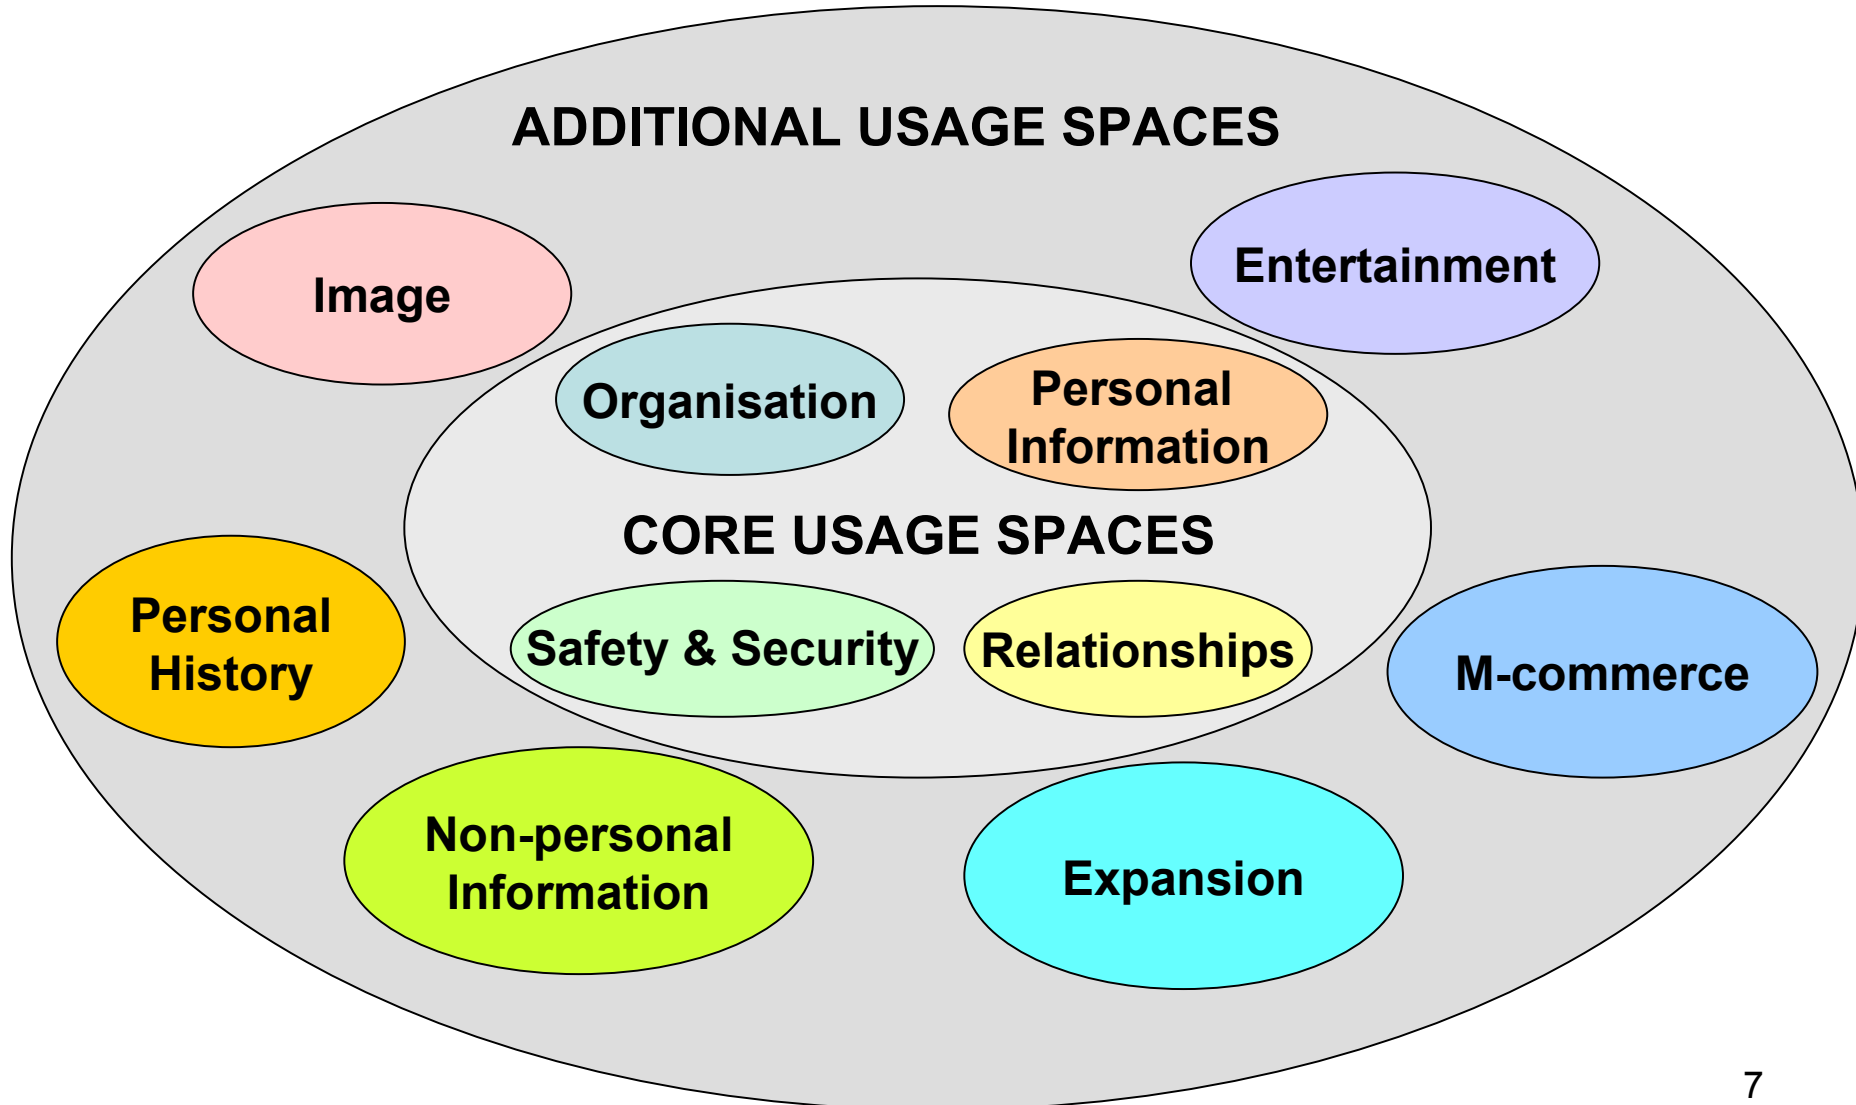 ADDITIONAL USAGE SPACES
Image
Entertainment
Organisation
Personal
Information
CORE USAGE SPACES
Personal
History
Safety & Security
Relationships
M-commerce
Non-personal
Information
Expansion
7